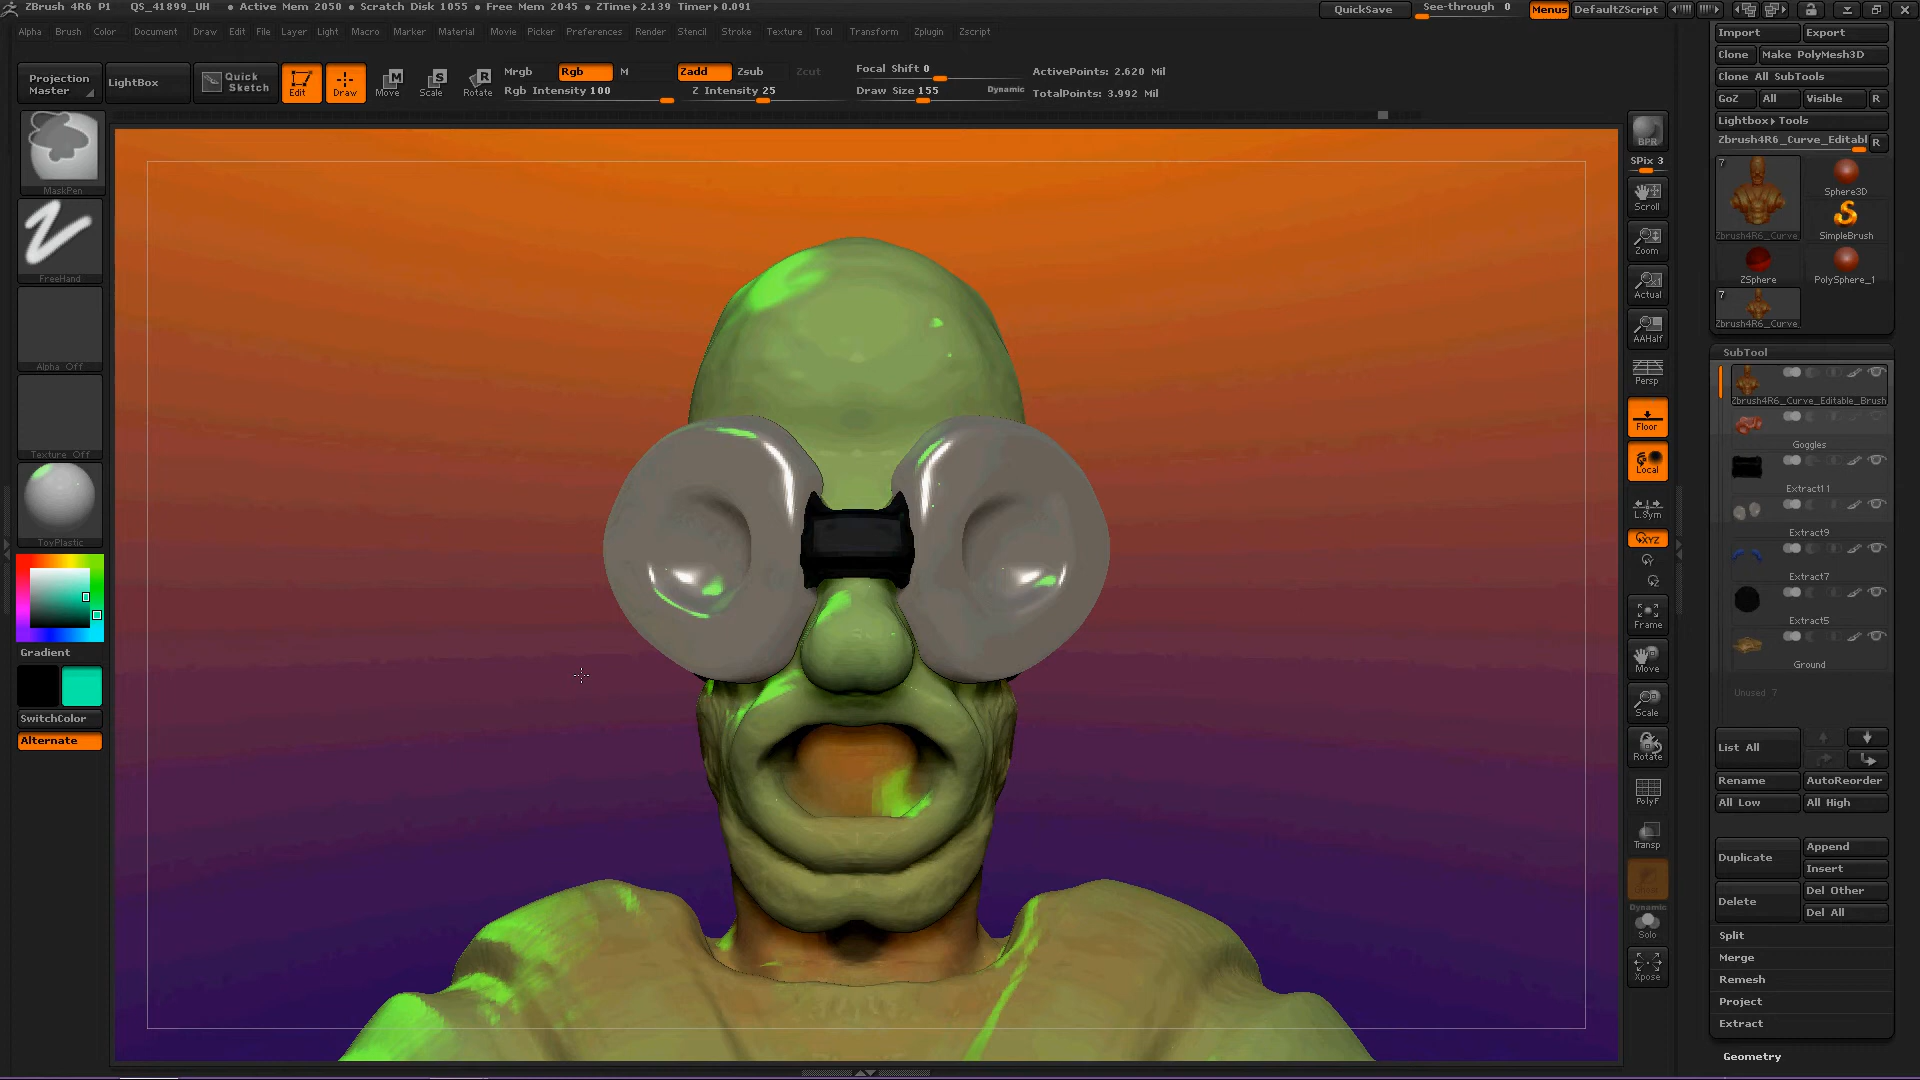 ZBrush 4R6 P1 QS_41899_UH • Active Mem 2050 • Scratch Disk 1055 • Free Mem 2045 • ZTime▸2.139 Timer▸0.091 QuickSave See-through 0 Menus DefaultZScript
Alpha Brush Color Document Draw Edit File Layer Light Macro Marker Material Movie Picker Preferences Render Stencil Stroke Texture Tool Transform Zplugin Zscript
Projection Master
LightBox
Quick Sketch
Edit
Draw
Move
Scale
Rotate
Mrgb Rgb M
Rgb Intensity 100
Zadd Zsub Zcut
Z Intensity 25
Focal Shift 0
Draw Size 155
Dynamic
ActivePoints: 2.620 Mil
TotalPoints: 3.992 Mil
MaskPen
FreeHand
Alpha Off
Texture Off
ToyPlastic
Gradient
SwitchColor
Alternate
BPR
SPix 3
Scroll
Zoom
Actual
AAHalf
Persp
Floor
Local
L.Sym
XYZ
Frame
Move
Scale
Rotate
PolyF
Transp
Dynamic
Solo
Xpose
Import Export
Clone Make PolyMesh3D
Clone All SubTools
GoZ All Visible R
Lightbox▸Tools
Zbrush4R6_Curve_Editabl R
7
Zbrush4R6_Curve_
Sphere3D
SimpleBrush
ZSphere
PolySphere_1
7
Zbrush4R6_Curve_
SubTool
Zbrush4R6_Curve_Editable_Brush
Goggles
Extract11
Extract9
Extract7
Extract5
Ground
Unused 7
List All
Rename AutoReorder
All Low All High
Duplicate
Append
Insert
Delete
Del Other
Del All
Split
Merge
Remesh
Project
Extract
Geometry